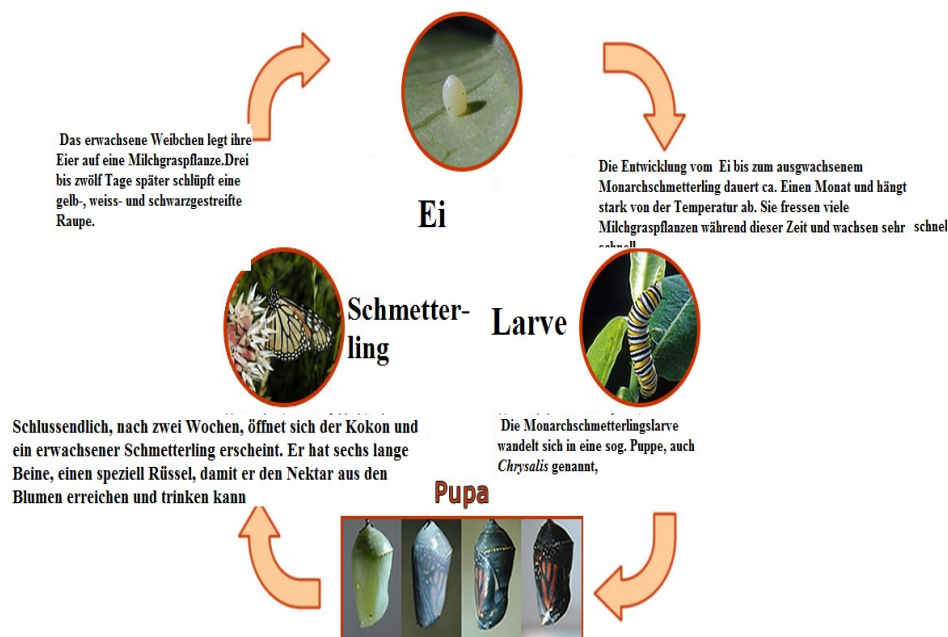 Das erwachsene Weibchen legt ihre
Eier auf eine Milchgraspflanze.Drei
bis zwölf Tage später schlüpft eine
gelb-, weiss- und schwarzgestreifte
Raupe.
Ei
Die Entwicklung vom Ei bis zum ausgwachsenem
Monarchschmetterling dauert ca. Einen Monat und hängt
stark von der Temperatur ab. Sie fressen viele
Milchgraspflanzen während dieser Zeit und wachsen sehr schnel
schnell
Schmetter-
ling
Larve
Die Monarchschmetterlingslarve
wandelt sich in eine sog. Puppe, auch
Chrysalis genannt,
Schlussendlich, nach zwei Wochen, öffnet sich der Kokon und
ein erwachsener Schmetterling erscheint. Er hat sechs lange
Beine, einen speziell Rüssel, damit er den Nektar aus den
Blumen erreichen und trinken kann
Pupa